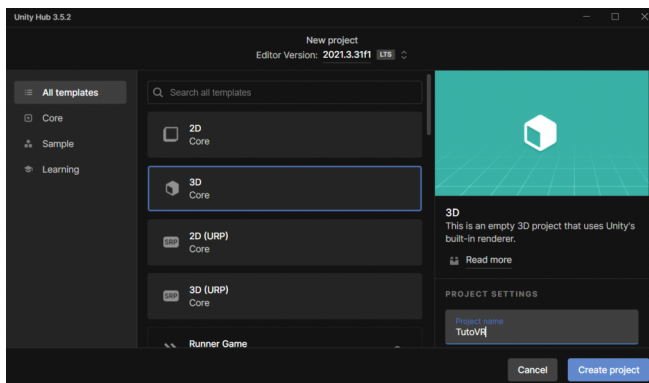 Unity Hub 3.5.2
New project
Editor Version: 2021.3.31f1 LTS
All templates
Core
Sample
Learning
Search all templates
2D
Core
3D
Core
SRP
2D (URP)
Core
SRP
3D (URP)
Core
Runner Game
3D
This is an empty 3D project that uses Unity's
built-in renderer.
Read more
PROJECT SETTINGS
Project name
TutoVR
Cancel
Create project